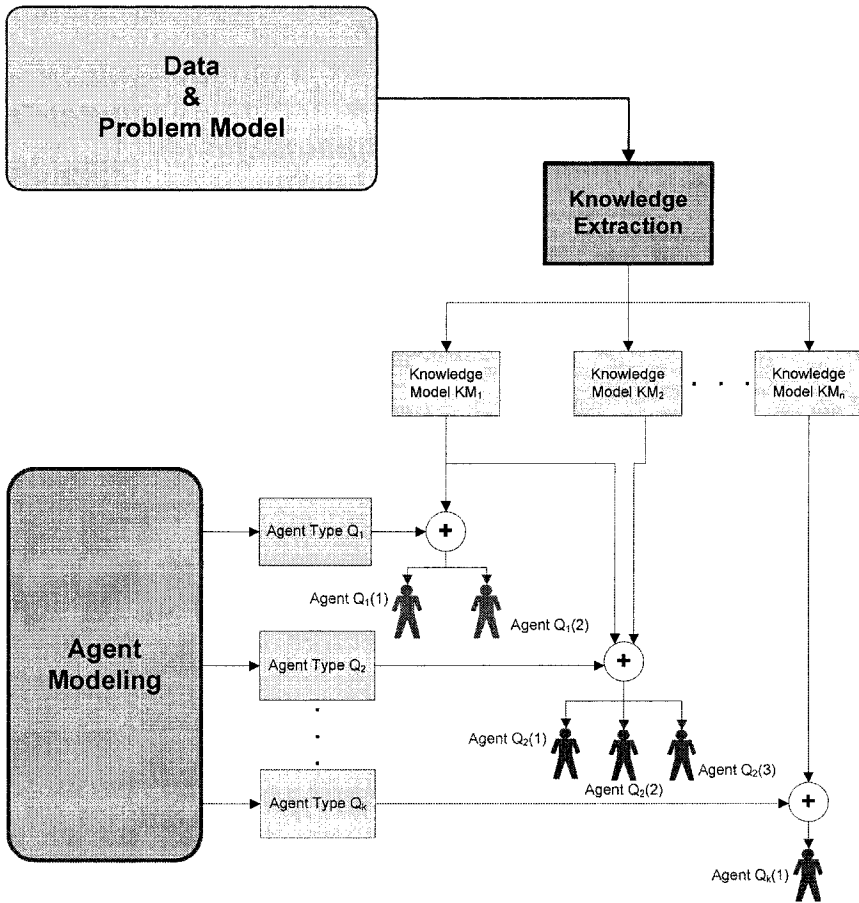 Data
&
Problem Model
Knowledge
Extraction
Knowledge
Model KM₁
Knowledge
Model KM₂
. . .
Knowledge
Model KMₙ
Agent
Modeling
Agent Type Q₁
+
Agent Q₁(1)
Agent Q₁(2)
Agent Type Q₂
+
Agent Q₂(1)
Agent Q₂(2)
Agent Q₂(3)
.
.
.
Agent Type Qₖ
+
Agent Qₖ(1)